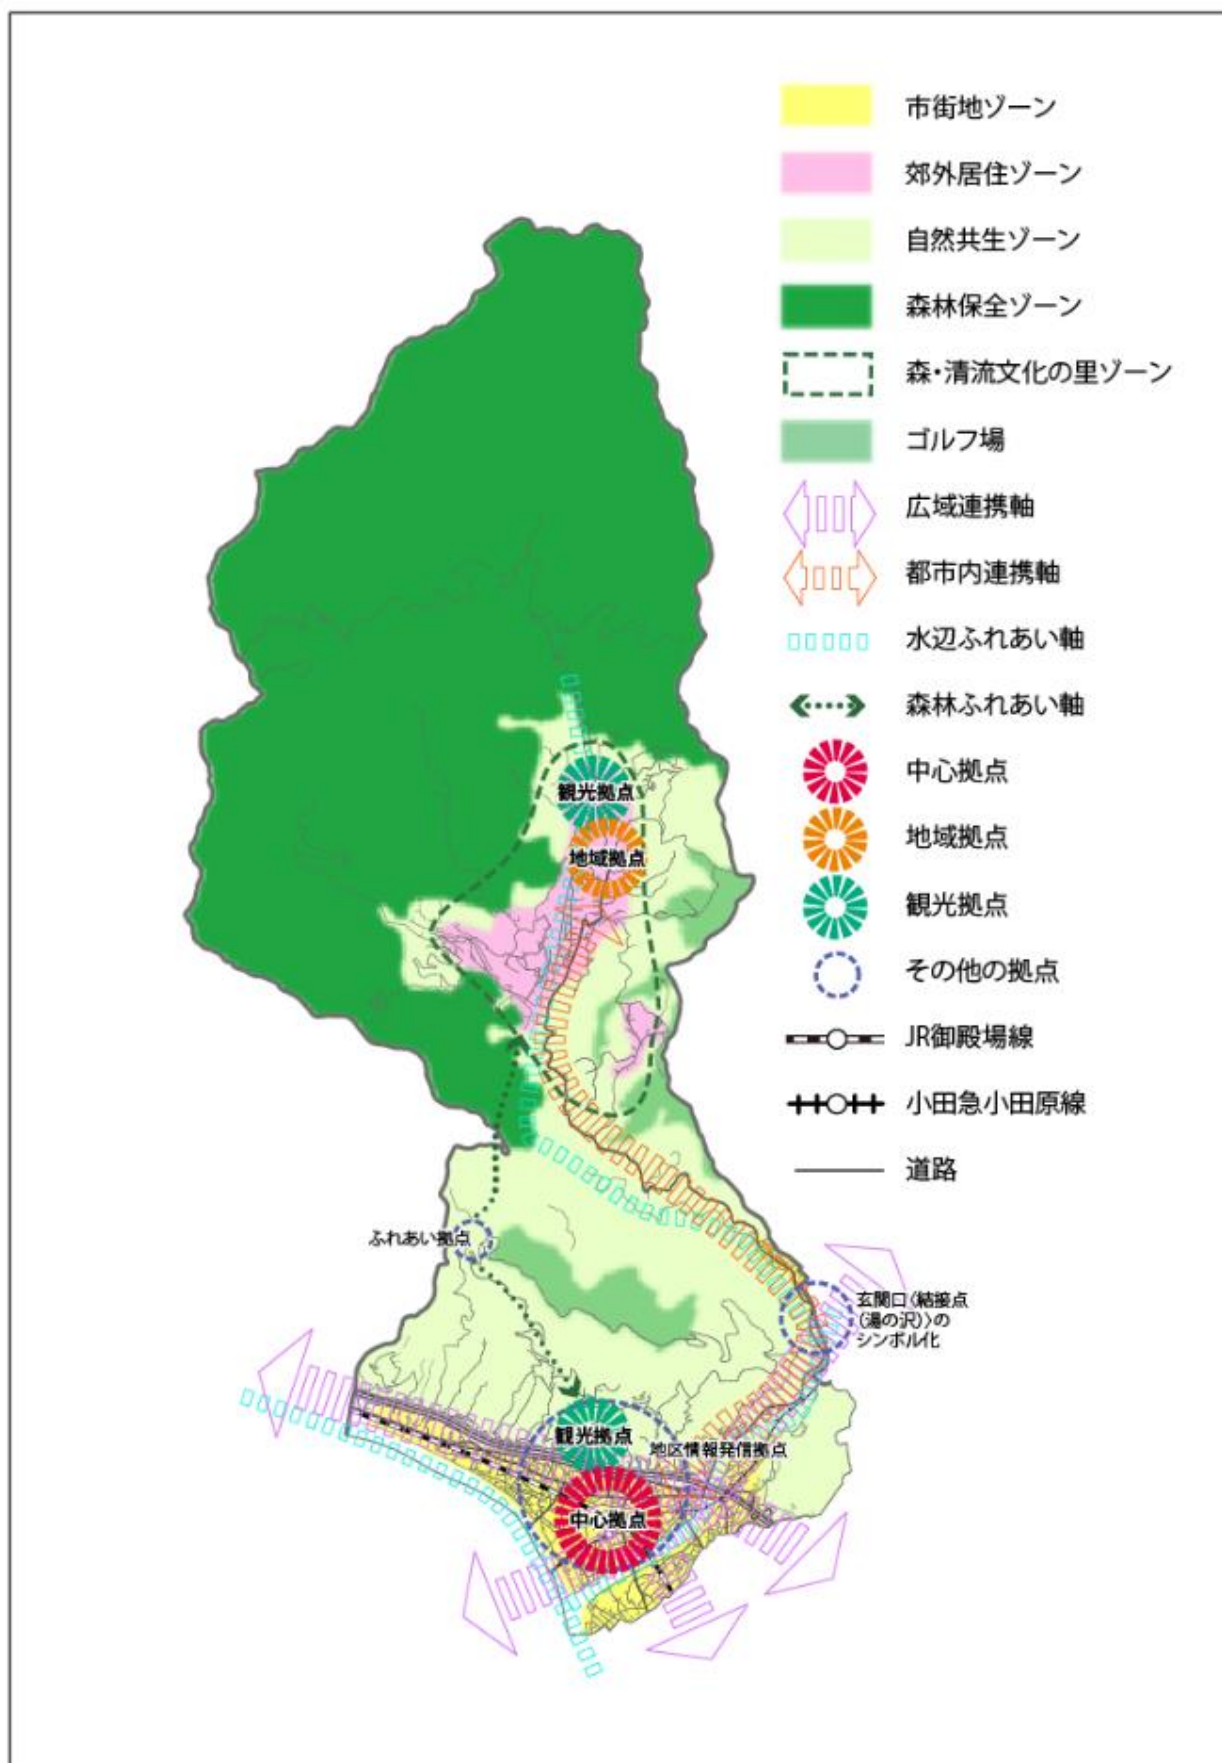 市街地ゾーン
郊外居住ゾーン
自然共生ゾーン
森林保全ゾーン
森・清流文化の里ゾーン
ゴルフ場
広域連携軸
都市内連携軸
水辺ふれあい軸
森林ふれあい軸
中心拠点
地域拠点
観光拠点
その他の拠点
JR御殿場線
小田急小田原線
道路
観光拠点
地域拠点
ふれあい拠点
玄関口〈結接点
（湯の沢）〉の
シンボル化
観光拠点
地区情報発信拠点
中心拠点